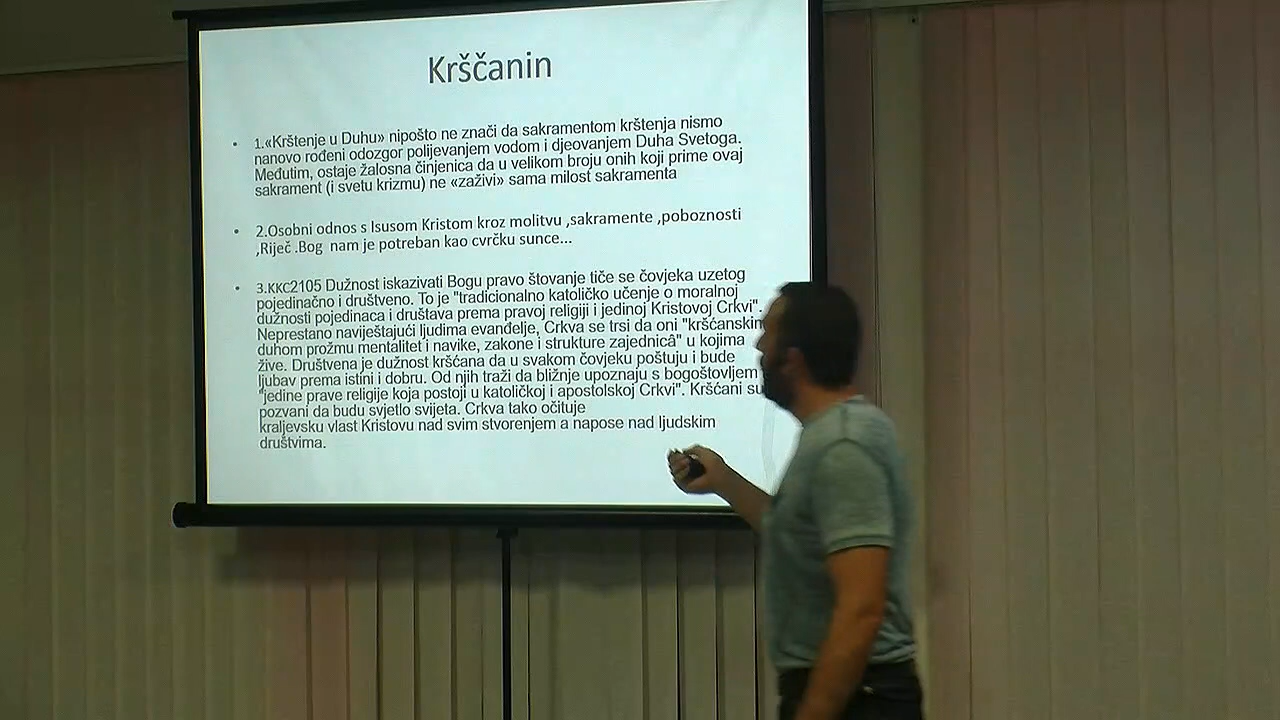 Krščanin
1.«Krštenje u Duhu» nipošto ne znači da sakramentom krštenja nismo
nanovo rođeni odozgor polijevanjem vodom i djeovanjem Duha Svetoga.
Međutim, ostaje žalosna činjenica da u velikom broju onih koji prime ovaj
sakrament (i svetu krizmu) ne «zaživi» sama milost sakramenta
2.Osobni odnos s Isusom Kristom kroz molitvu ,sakramente ,poboznosti
,Riječ .Bog nam je potreban kao cvrčku sunce...
3.KKC2105 Dužnost iskazivati Bogu pravo štovanje tiče se čovjeka uzetog
pojedinačno i društveno. To je "tradicionalno katoličko učenje o moralnoj
dužnosti pojedinaca i društava prema pravoj religiji i jedinoj Kristovoj Crkvi".
Neprestano naviještajući ljudima evanđelje, Crkva se trsi da oni "kršćanskim
duhom prožmu mentalitet i navike, zakone i strukture zajednicâ" u kojima
žive. Društvena je dužnost kršćana da u svakom čovjeku poštuju i bude
ljubav prema istini i dobru. Od njih traži da bližnje upoznaju s bogoštovljem
"jedine prave religije koja postoji u katoličkoj i apostolskoj Crkvi". Kršćani su
pozvani da budu svjetlo svijeta. Crkva tako očituje
kraljevsku vlast Kristovu nad svim stvorenjem a napose nad ljudskim
društvima.